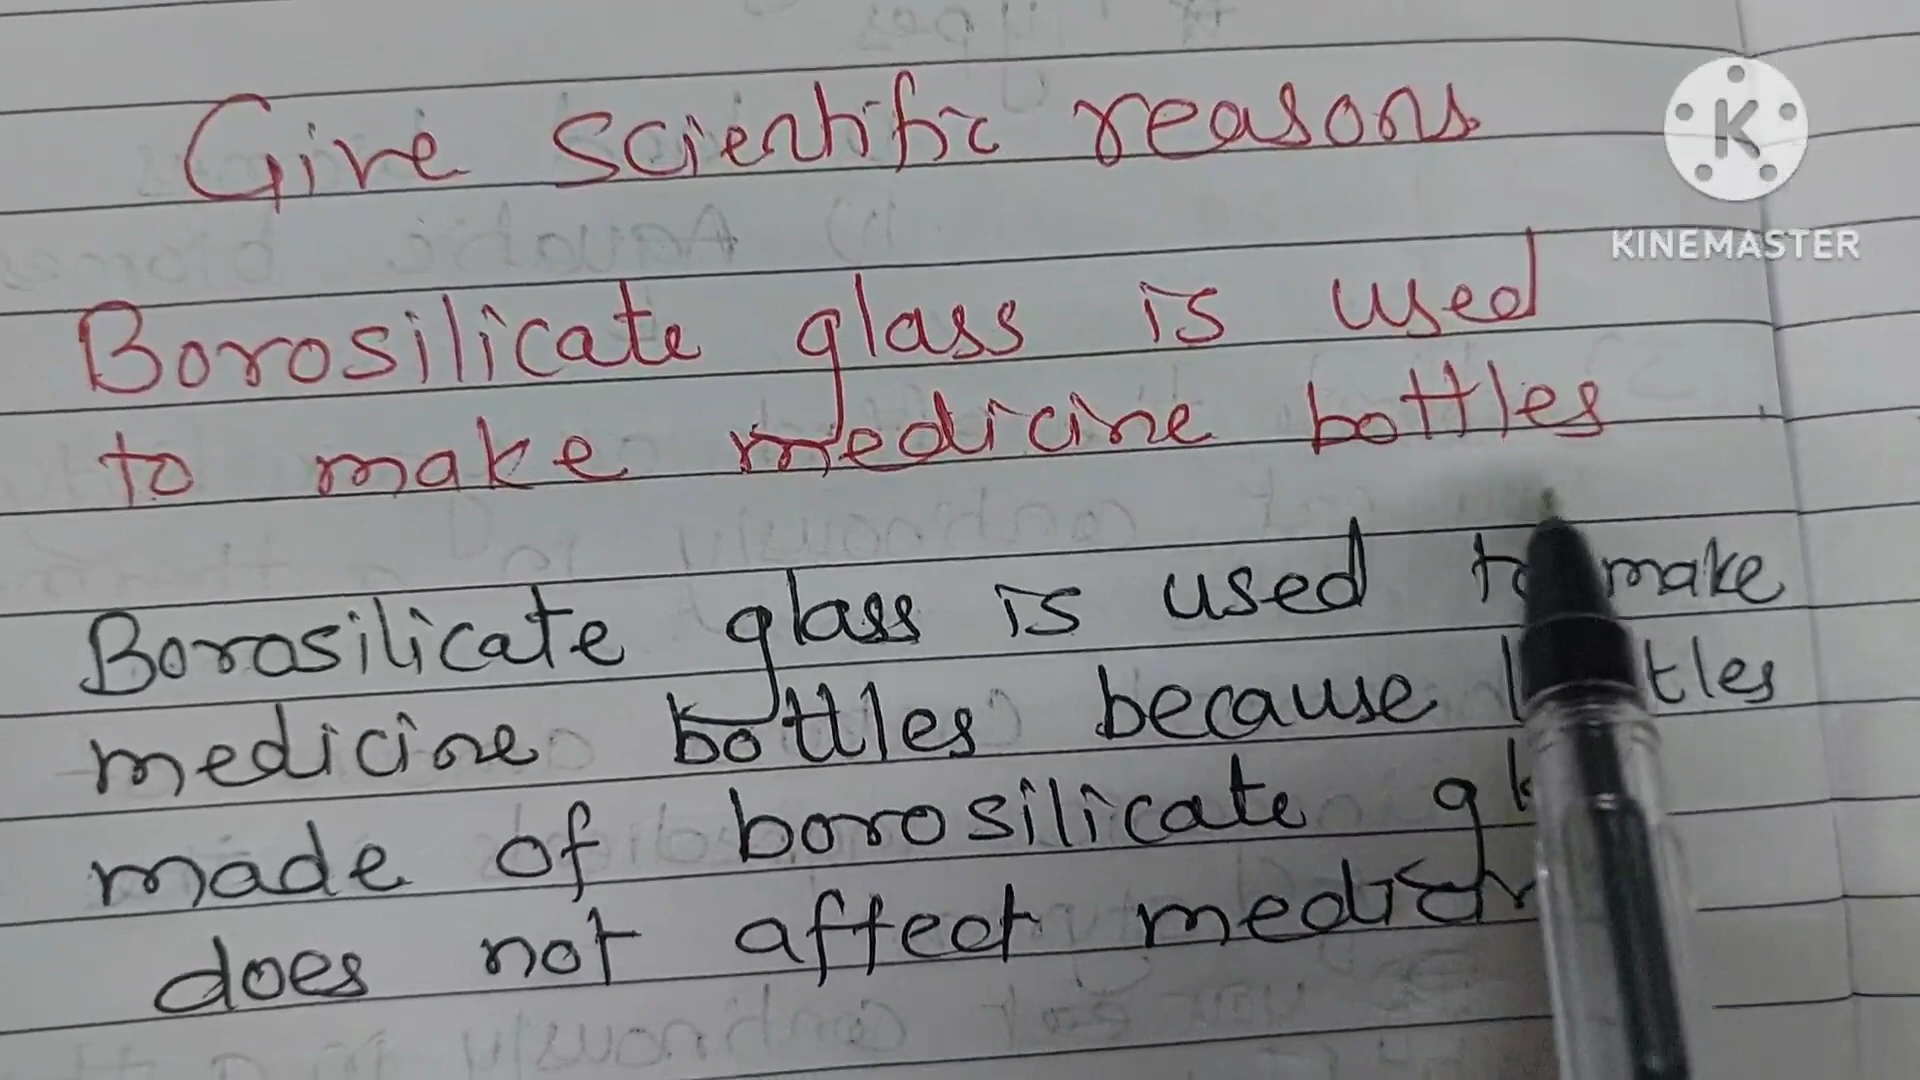 Give scientific reasons
K
KINEMASTER
Borosilicate glass is used
to make medicine bottles
Borosilicate glass is used to make
medicine bottles because
made of borosilicate
does not affect